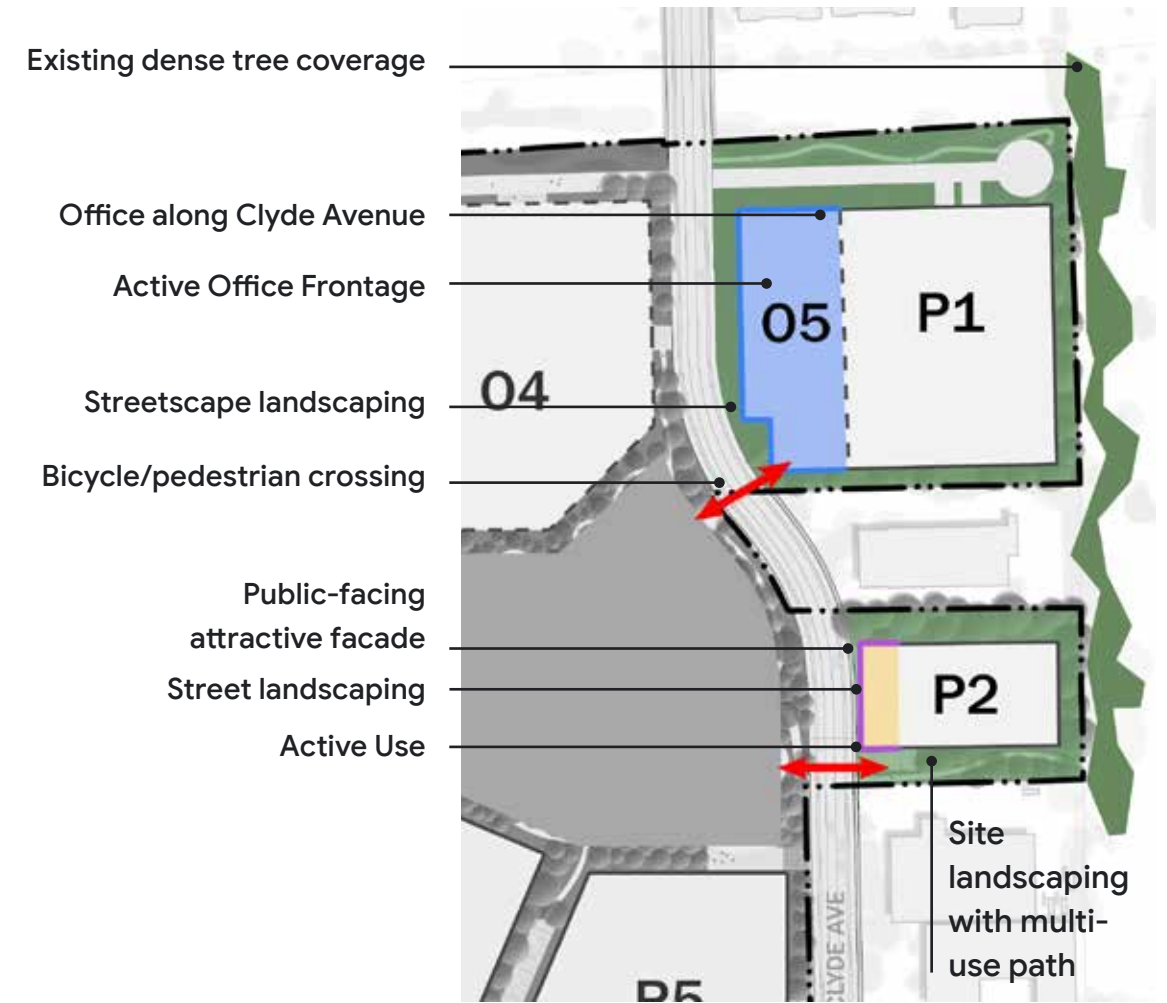 Existing dense tree coverage
Office along Clyde Avenue
Active Office Frontage
O5
P1
O4
Streetscape landscaping
Bicycle/pedestrian crossing
Public-facing
attractive facade
Street landscaping
P2
Active Use
Site
landscaping
with multi-
use path
CLYDE AVE